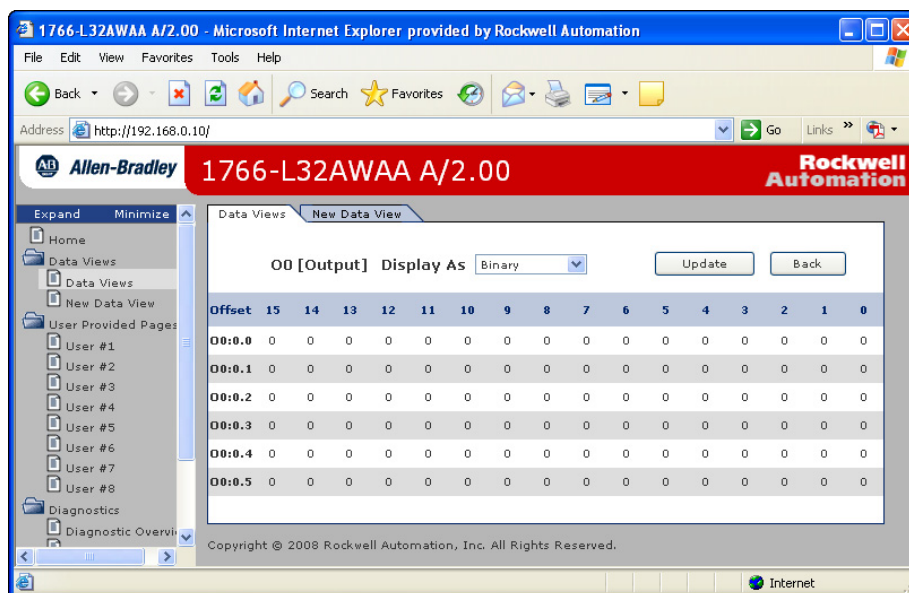 1766-L32AWAA A/2.00 - Microsoft Internet Explorer provided by Rockwell Automation
File Edit View Favorites Tools Help
Back Search Favorites
Address http://192.168.0.10/ Go Links »
AB Allen-Bradley 1766-L32AWAA A/2.00 Rockwell Automation
Expand Minimize
Home
Data Views
Data Views
New Data View
User Provided Pages
User #1
User #2
User #3
User #4
User #5
User #6
User #7
User #8
Diagnostics
Diagnostic Overvi
Data Views New Data View
O0 [Output] Display As Binary Update Back
Offset 15 14 13 12 11 10 9 8 7 6 5 4 3 2 1 0
O0:0.0 0 0 0 0 0 0 0 0 0 0 0 0 0 0 0 0
O0:0.1 0 0 0 0 0 0 0 0 0 0 0 0 0 0 0 0
O0:0.2 0 0 0 0 0 0 0 0 0 0 0 0 0 0 0 0
O0:0.3 0 0 0 0 0 0 0 0 0 0 0 0 0 0 0 0
O0:0.4 0 0 0 0 0 0 0 0 0 0 0 0 0 0 0 0
O0:0.5 0 0 0 0 0 0 0 0 0 0 0 0 0 0 0 0
Copyright © 2008 Rockwell Automation, Inc. All Rights Reserved.
Internet